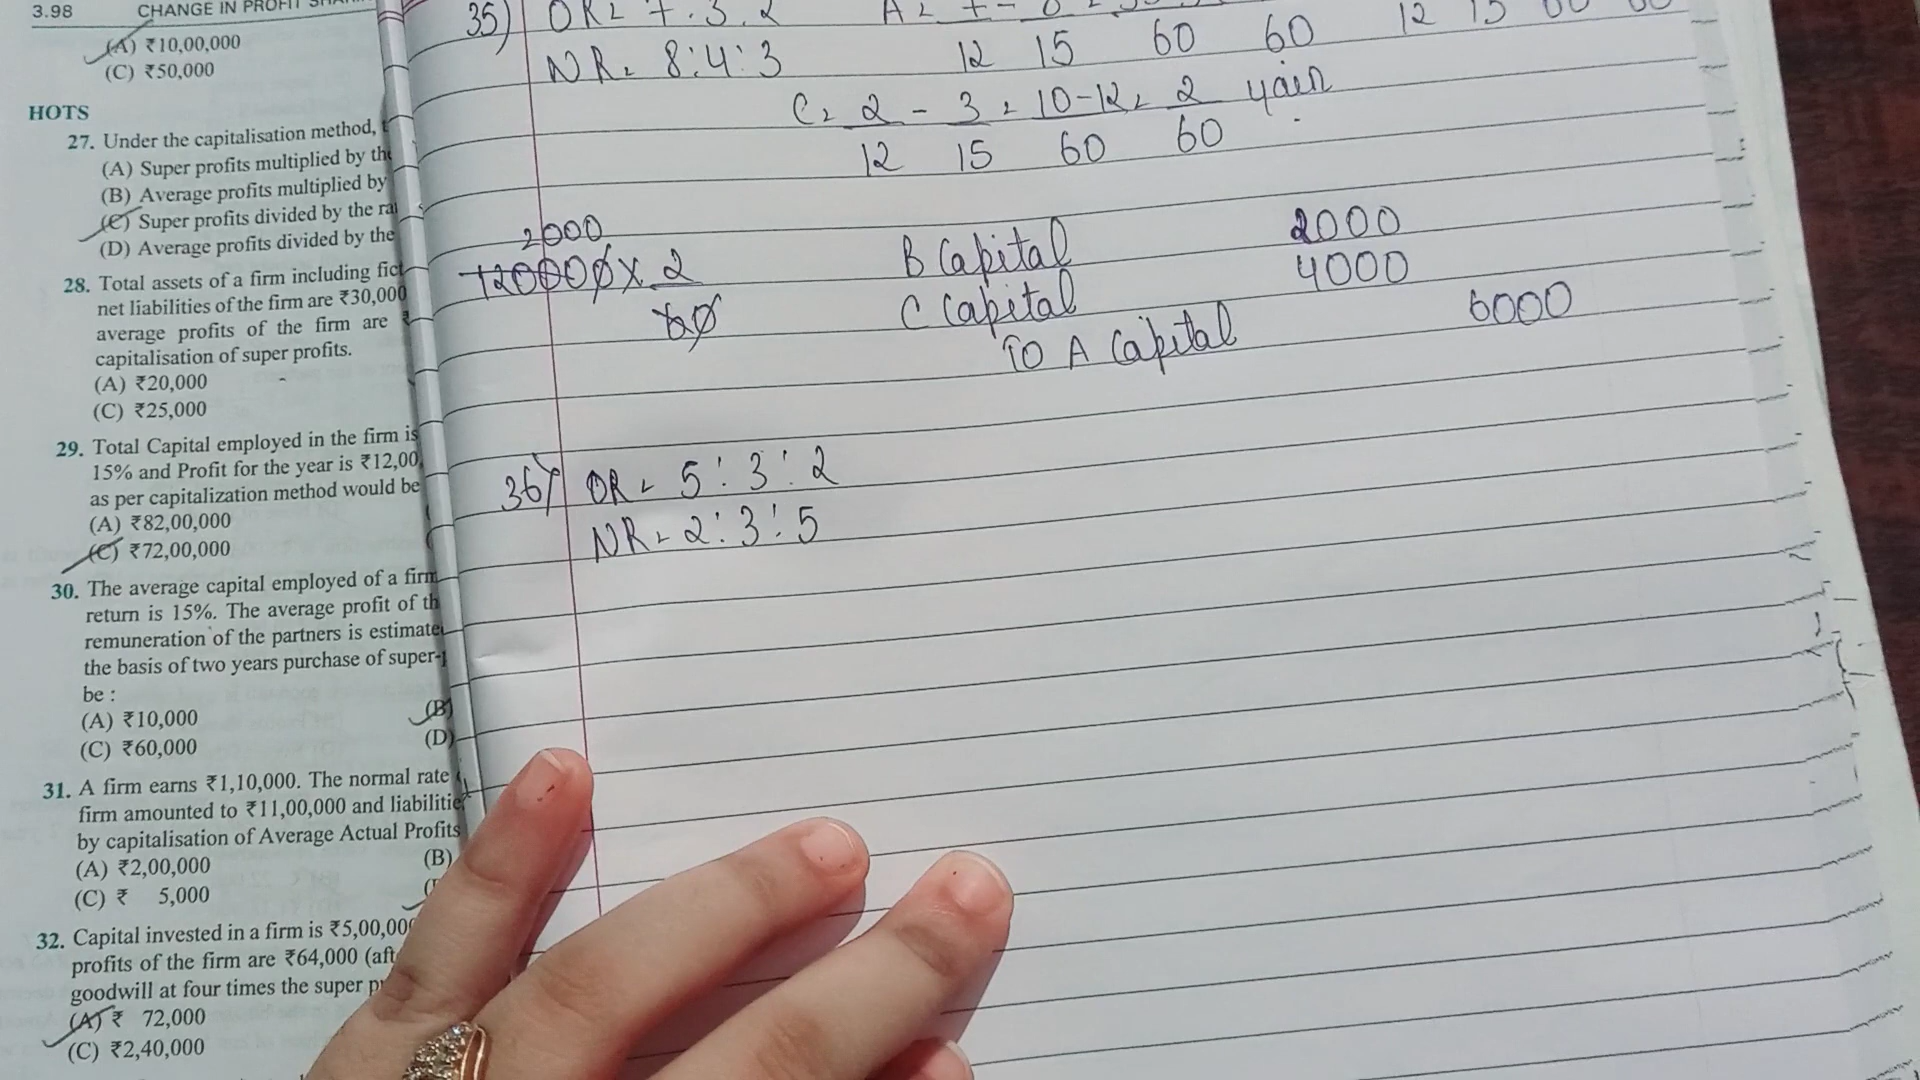 3.98 CHANGE IN PROFIT
(A) ₹10,00,000
(C) ₹50,000
HOTS
27. Under the capitalisation method,
(A) Super profits multiplied by the
(B) Average profits multiplied by
(C) Super profits divided by the
(D) Average profits divided by the
28. Total assets of a firm including
net liabilities of the firm are ₹30,000
average profits of the firm are
capitalisation of super profits.
(A) ₹20,000
(C) ₹25,000
29. Total Capital employed in the firm is
15% and Profit for the year is ₹12,00,
as per capitalization method would be
(A) ₹82,00,000
(C) ₹72,00,000
30. The average capital employed of a firm
return is 15%. The average profit of
remuneration of the partners is
the basis of two years purchase of super-
be :
(A) ₹10,000 (B)
(C) ₹60,000 (D)
31. A firm earns ₹1,10,000. The normal rate
firm amounted to ₹11,00,000 and
by capitalisation of Average Actual Profits
(A) ₹2,00,000 (B)
(C) ₹ 5,000
32. Capital invested in a firm is ₹5,00,000
profits of the firm are ₹64,000
goodwill at four times the super
(A) ₹ 72,000
(C) ₹2,40,000
35)
NR = 8:4:3 12 15 60 60
C = 2 - 3 = 10-12 = 2 gain
12 15 60 60
2000
120000 x 2
60
B Capital 2000
C Capital 4000
To A Capital 6000
36) OR = 5:3:2
NR = 2:3:5